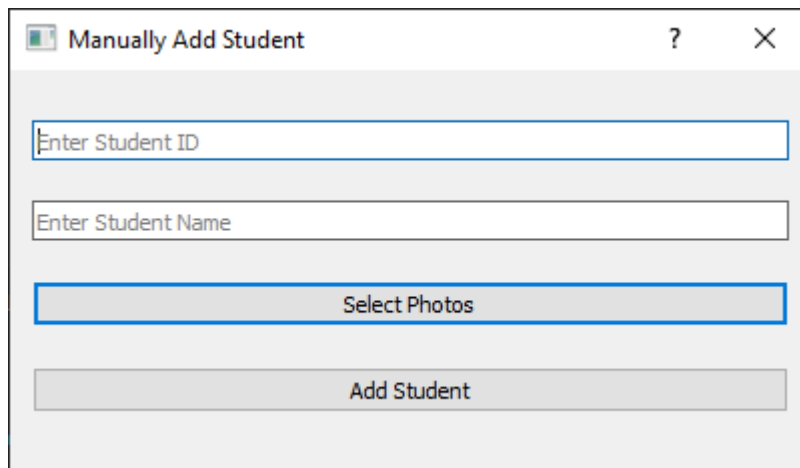 Manually Add Student ?
Enter Student ID
Enter Student Name
Select Photos
Add Student